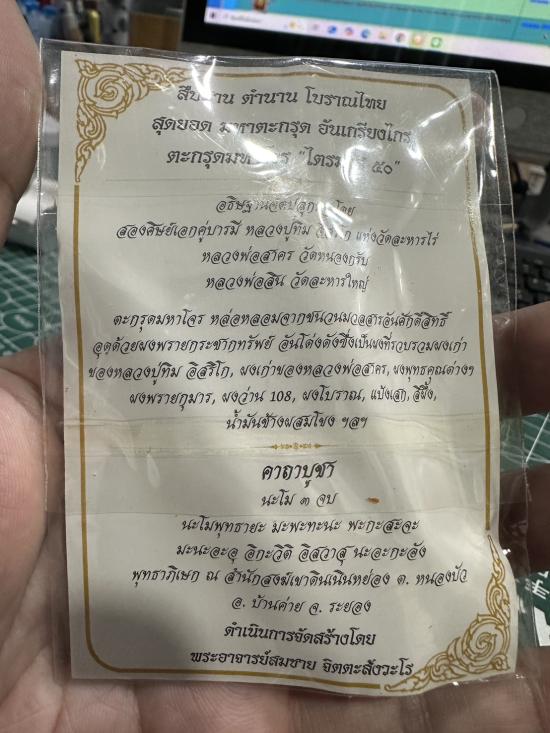 สืบสาน ตำนาน โบราณไทย
สุดยอด มหาตะกรุด อันเกรียงไกร
ตะกรุดมหาโจร "ไตรมาส ๕๐"
อธิษฐานจิตปลุกเสกโดย
สองศิษย์เอกคู่บารมี หลวงปู่ทิม อิสริโก แห่งวัดละหารไร่
หลวงพ่อสาคร วัดหนองกรับ
หลวงพ่อสิน วัดละหารใหญ่
ตะกรุดมหาโจร หล่อหลอมจากชนวนมวลสารอันศักดิ์สิทธิ์
อุดด้วยผงพรายกระชากทรัพย์ อันโด่งดังซึ่งเป็นผงที่รวบรวมผงเก่า
ของหลวงปู่ทิม อิสริโก, ผงเก่าของหลวงพ่อสาคร, ผงพุทธคุณต่างๆ
ผงพรายกุมาร, ผงว่าน 108, ผงโบราณ, แป้งเสก, สีผึ้ง,
น้ำมันช้างผสมโขลง ฯลฯ
คาถาบูชา
นะโม ๓ จบ
นะโมพุทธายะ มะพะทะนะ พะกะสะจะ
มะนะอะอุ อิกะวิติ อิสวาสุ นะอะกะอัง
พุทธาภิเษก ณ สำนักสงฆ์เขาดินเนินหย่อง ต. หนองบัว
อ. บ้านค่าย จ. ระยอง
ดำเนินการจัดสร้างโดย
พระอาจารย์สมชาย จิตตะสังวะโร